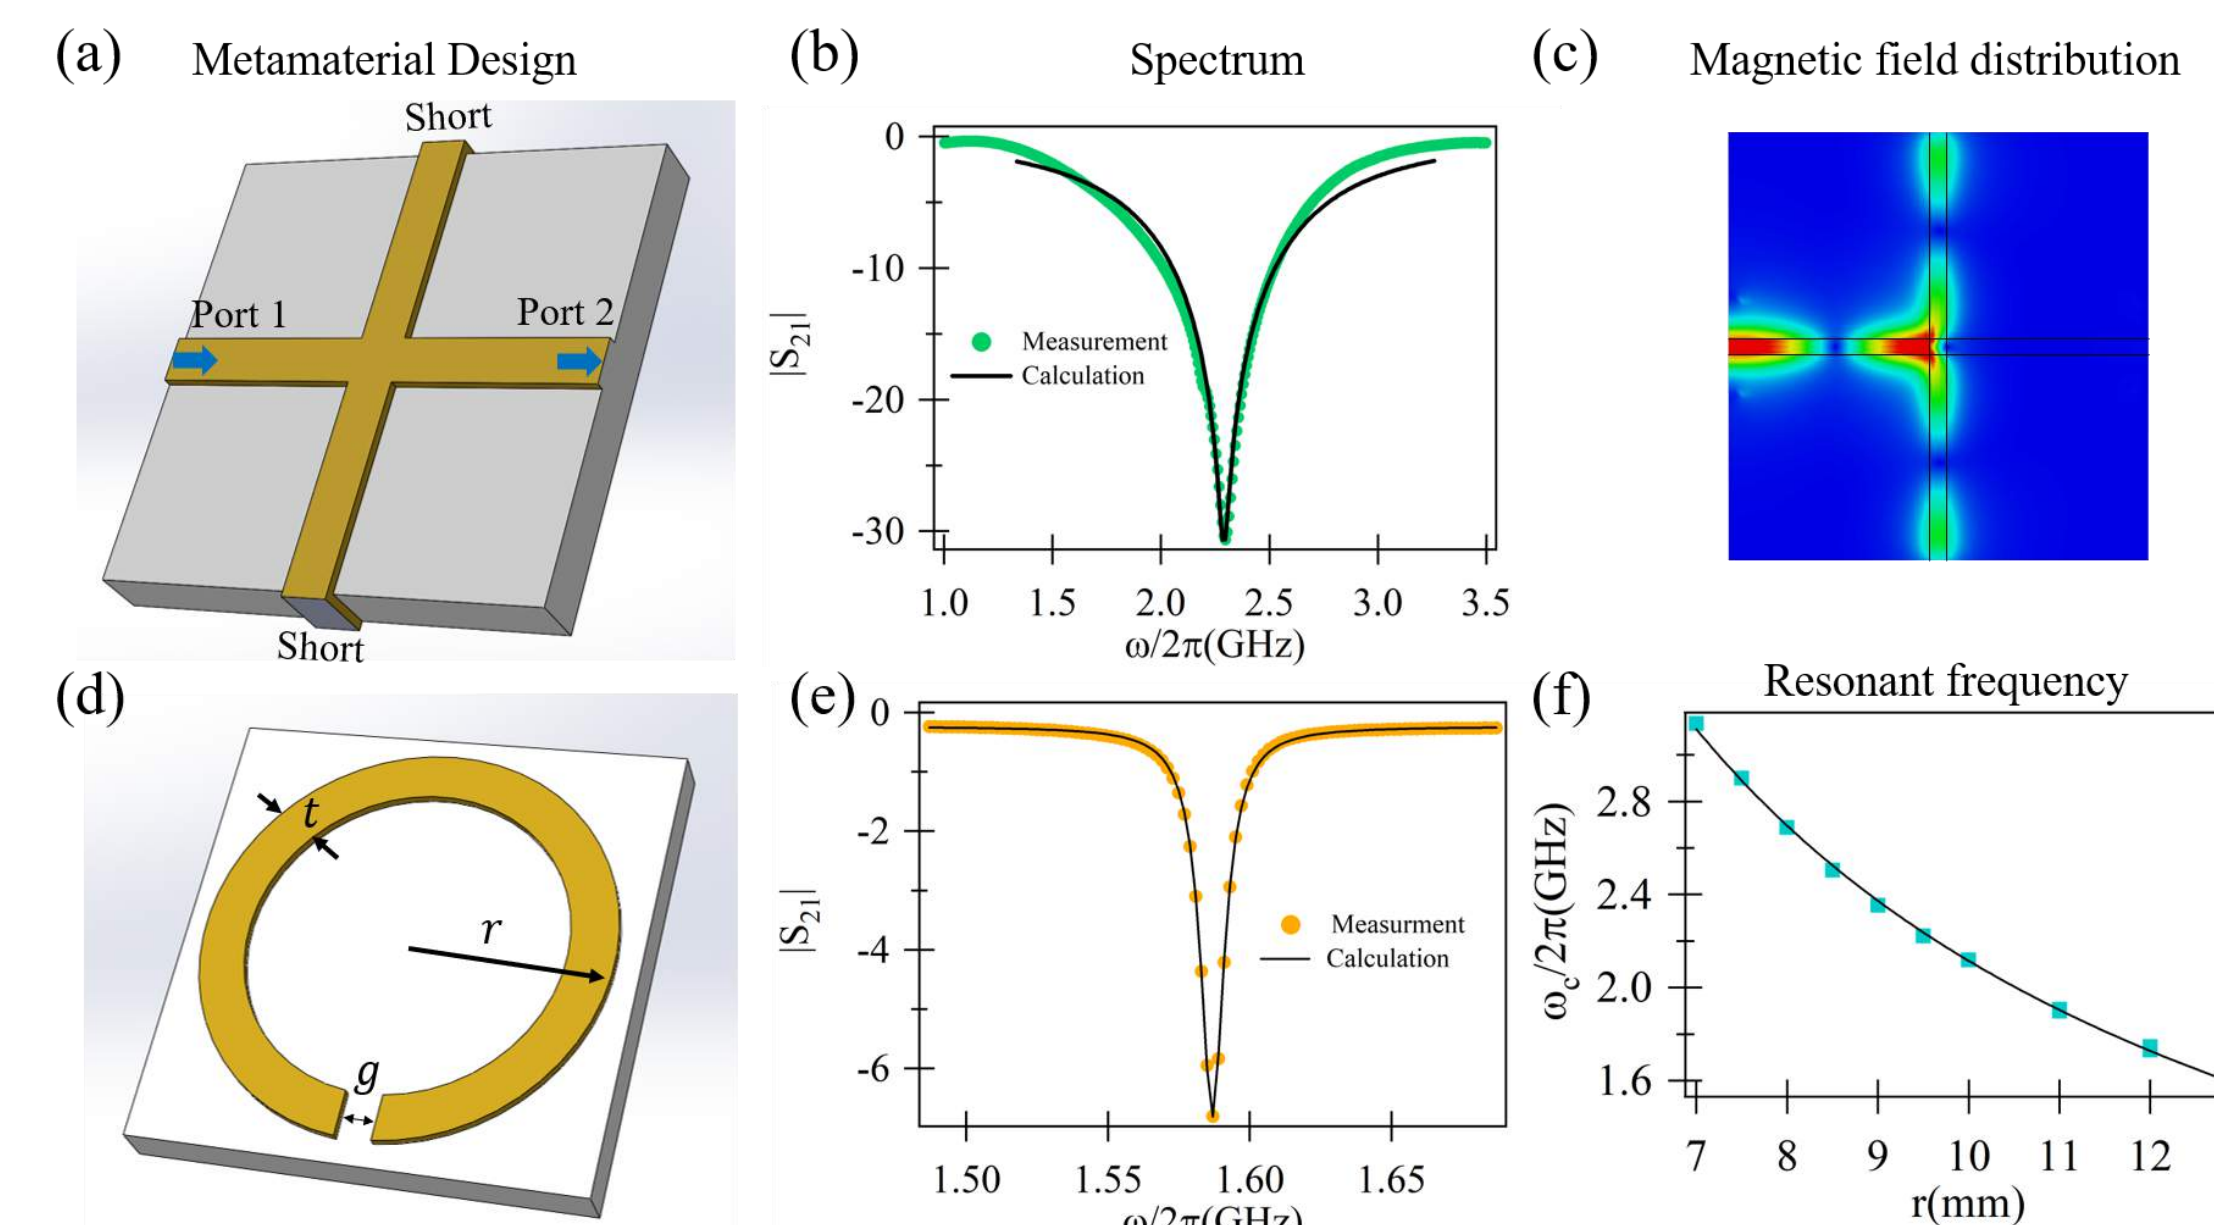 (a) Metamaterial Design
Short
Port 1
Port 2
Short
(b) Spectrum
|S21|
0
-10
-20
-30
Measurement
Calculation
1.0 1.5 2.0 2.5 3.0 3.5
ω/2π(GHz)
(c) Magnetic field distribution
(d)
t
r
g
(e)
|S21|
0
-2
-4
-6
Measurment
Calculation
1.50 1.55 1.60 1.65
ω/2π(GHz)
(f) Resonant frequency
ωc/2π(GHz)
2.8
2.4
2.0
1.6
7 8 9 10 11 12
r(mm)